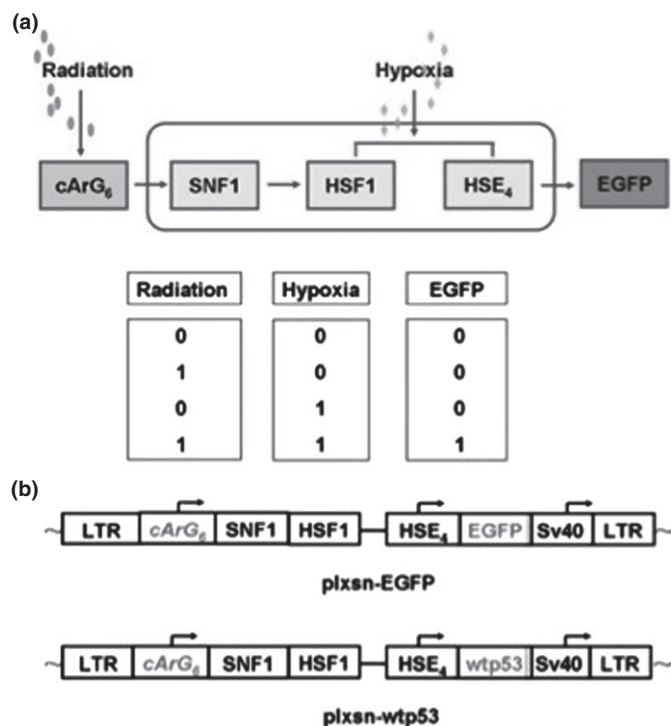 (a)
Radiation Hypoxia
cArG6 SNF1 HSF1 HSE4 EGFP
Radiation Hypoxia EGFP
0 0 0
1 0 0
0 1 0
1 1 1
(b)
LTR cArG6 SNF1 HSF1 HSE4 EGFP Sv40 LTR
plxsn-EGFP
LTR cArG6 SNF1 HSF1 HSE4 wtp53 Sv40 LTR
plxsn-wtp53